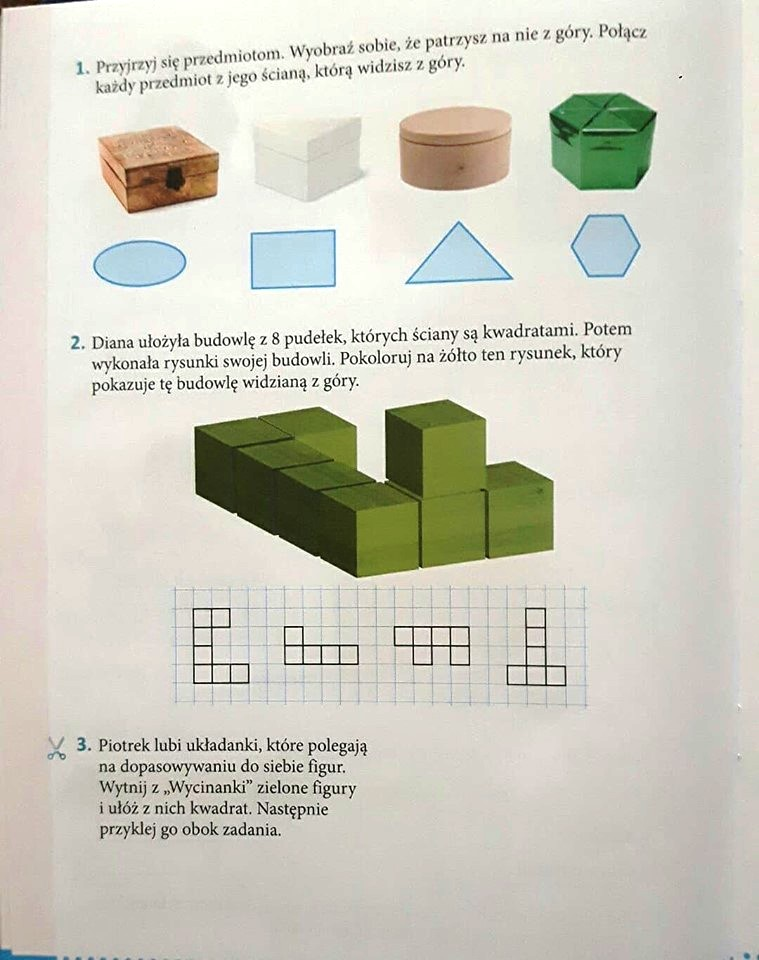 1. Przyjrzyj się przedmiotom. Wyobraź sobie, że patrzysz na nie z góry. Połącz
każdy przedmiot z jego ścianą, którą widzisz z góry.
2. Diana ułożyła budowlę z 8 pudełek, których ściany są kwadratami. Potem
wykonała rysunki swojej budowli. Pokoloruj na żółto ten rysunek, który
pokazuje tę budowlę widzianą z góry.
3. Piotrek lubi układanki, które polegają
na dopasowywaniu do siebie figur.
Wytnij z „Wycinanki” zielone figury
i ułóż z nich kwadrat. Następnie
przyklej go obok zadania.